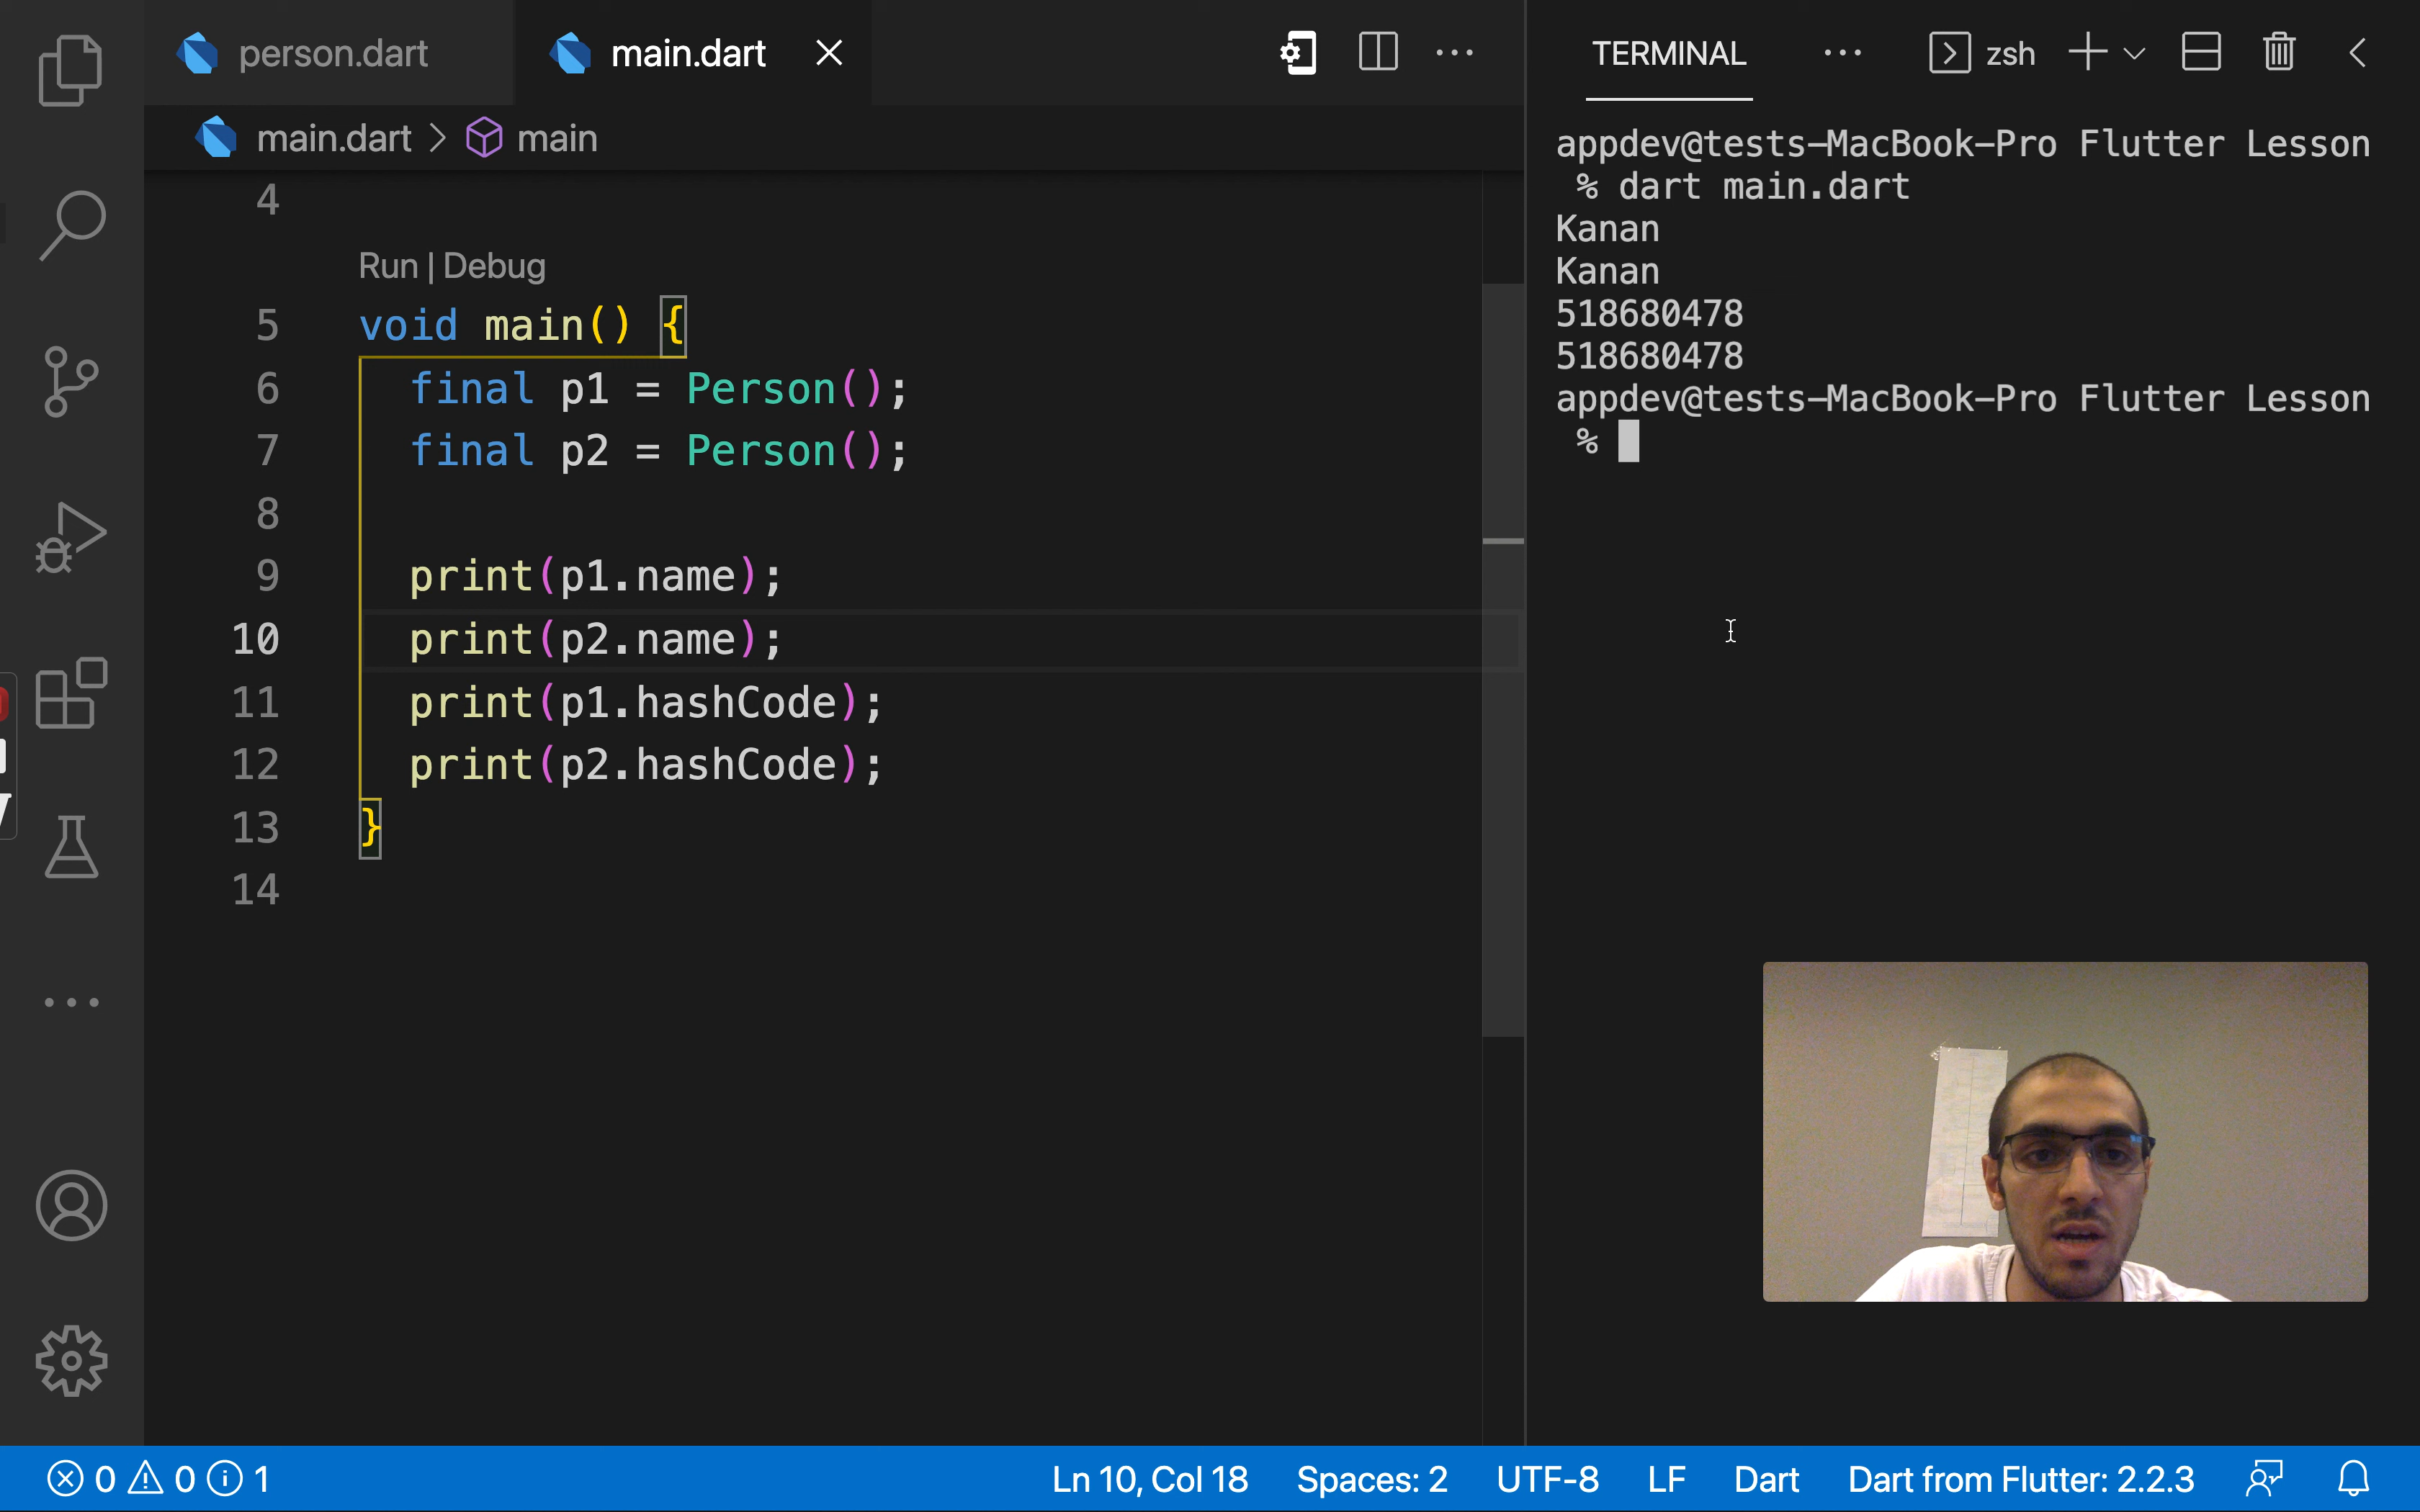 person.dart
main.dart
main.dart > main
4
Run | Debug
5 void main() {
6 final p1 = Person();
7 final p2 = Person();
8
9 print(p1.name);
10 print(p2.name);
11 print(p1.hashCode);
12 print(p2.hashCode);
13 }
14
TERMINAL
zsh
appdev@tests-MacBook-Pro Flutter Lesson
% dart main.dart
Kanan
Kanan
518680478
518680478
appdev@tests-MacBook-Pro Flutter Lesson
%
0 0 1
Ln 10, Col 18
Spaces: 2
UTF-8
LF
Dart
Dart from Flutter: 2.2.3